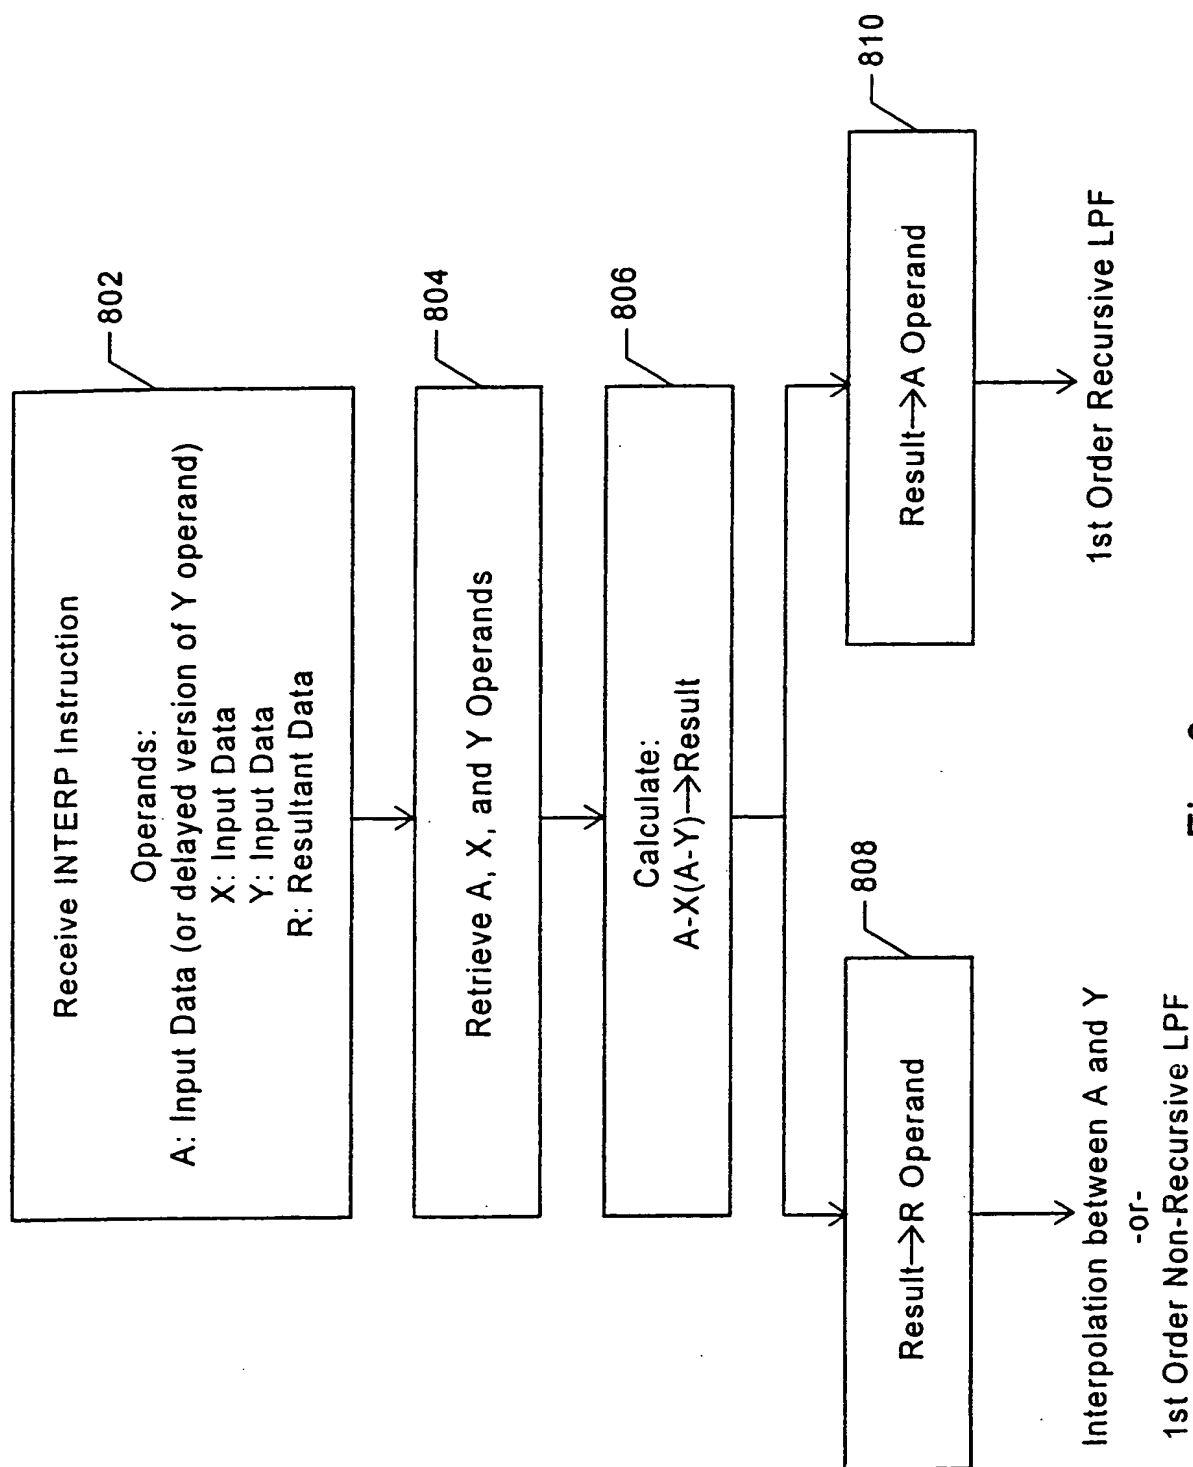 802
Receive INTERP Instruction
Operands:
A: Input Data (or delayed version of Y operand)
X: Input Data
Y: Input Data
R: Resultant Data
804
Retrieve A, X, and Y Operands
806
Calculate:
A-X(A-Y)→Result
808
Result→R Operand
Interpolation between A and Y
-or-
1st Order Non-Recursive LPF
810
Result→A Operand
1st Order Recursive LPF